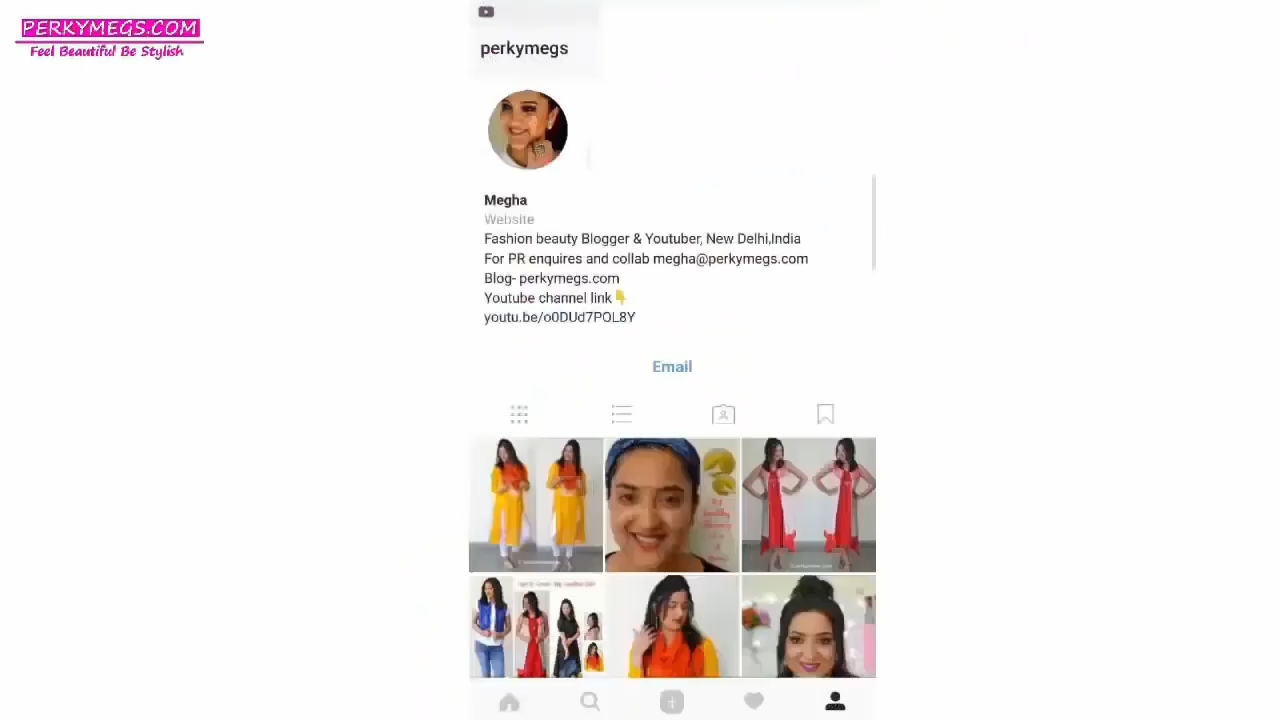 PERKYMEGS.COM
Feel Beautiful Be Stylish
perkymegs
Megha
Website
Fashion beauty Blogger & Youtuber, New Delhi,India
For PR enquires and collab megha@perkymegs.com
Blog- perkymegs.com
Youtube channel link👇
youtu.be/o0DUd7POL8Y
Email